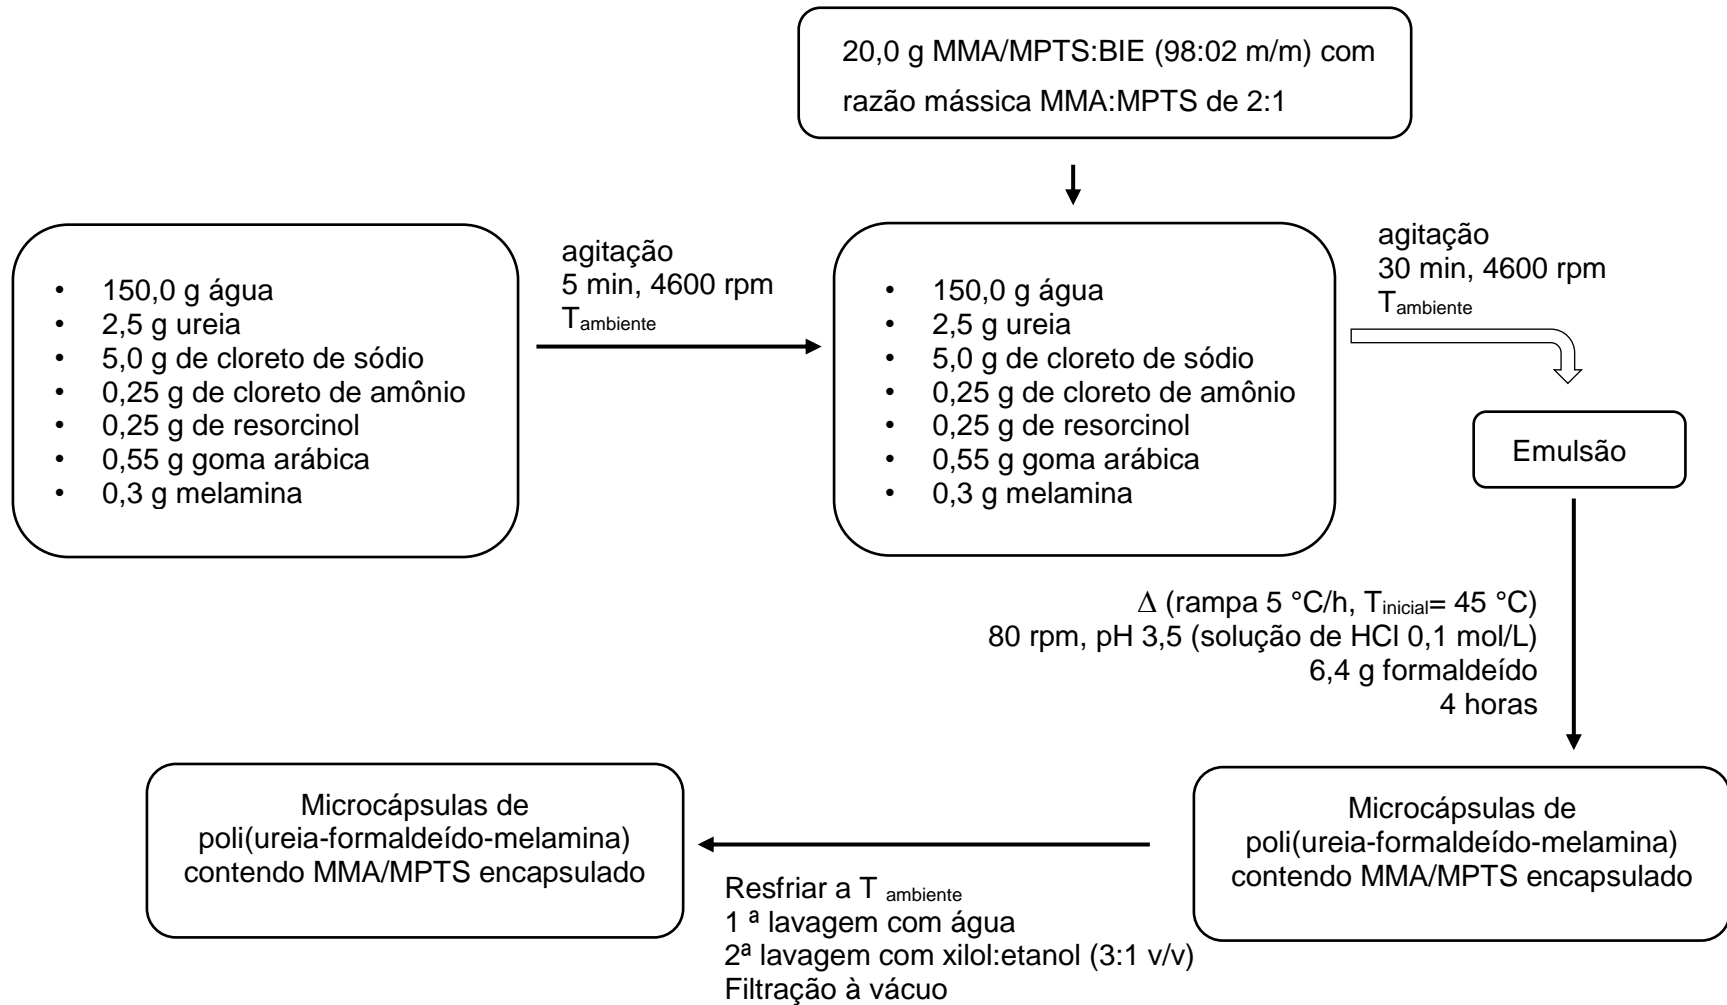 20,0 g MMA/MPTS:BIE (98:02 m/m) com
razão mássica MMA:MPTS de 2:1
• 150,0 g água
• 2,5 g ureia
• 5,0 g de cloreto de sódio
• 0,25 g de cloreto de amônio
• 0,25 g de resorcinol
• 0,55 g goma arábica
• 0,3 g melamina
agitação
5 min, 4600 rpm
Tambiente
• 150,0 g água
• 2,5 g ureia
• 5,0 g de cloreto de sódio
• 0,25 g de cloreto de amônio
• 0,25 g de resorcinol
• 0,55 g goma arábica
• 0,3 g melamina
agitação
30 min, 4600 rpm
Tambiente
Emulsão
Δ (rampa 5 °C/h, Tinicial= 45 °C)
80 rpm, pH 3,5 (solução de HCl 0,1 mol/L)
6,4 g formaldeído
4 horas
Microcápsulas de
poli(ureia-formaldeído-melamina)
contendo MMA/MPTS encapsulado
Resfriar a T ambiente
1 ª lavagem com água
2ª lavagem com xilol:etanol (3:1 v/v)
Filtração à vácuo
Microcápsulas de
poli(ureia-formaldeído-melamina)
contendo MMA/MPTS encapsulado